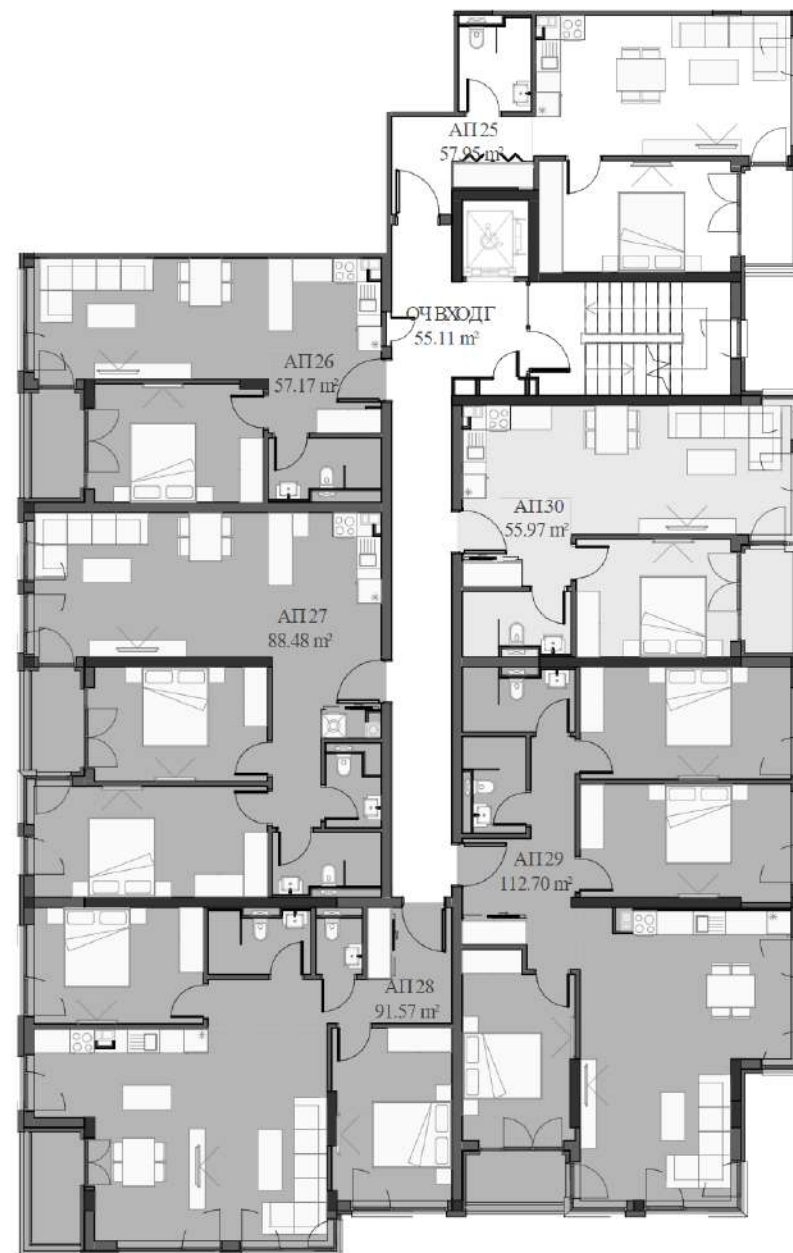 АП25
57.95 m²
ОЧ ВХОД Г
55.11 m²
АП26
57.17 m²
АП30
55.97 m²
АП27
88.48 m²
АП29
112.70 m²
АП28
91.57 m²